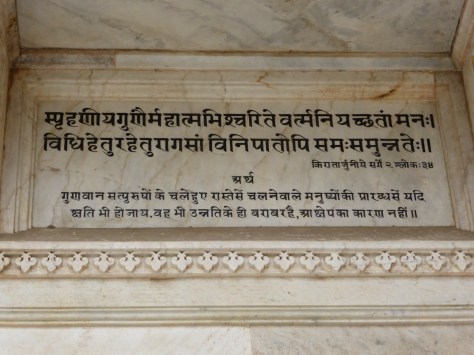 स्पृहणीयगुणैर्महात्मभिश्चरिते वर्त्मनि यच्छतां मनः।
विधिहेतुरहेतुरागसां विनिपातोपि समः समुन्नतेः॥
किरातार्जुनीये सर्ग २. श्लोकः ३४
अर्थ
गुणवान सत्पुरुषों के चलेहुए रास्तेसें चलनेवाले मनुष्योंकी प्रारब्धसें यदि
क्षति भी होजाय, वह भी उन्नतिके ही बराबर है, आक्षेपका कारण नहीं॥